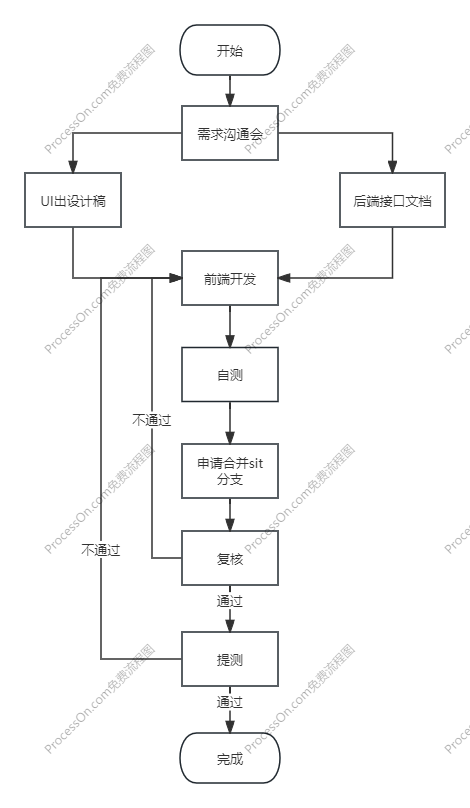 开始
需求沟通会
UI出设计稿
后端接口文档
前端开发
自测
不通过
申请合并sit
分支
不通过
复核
通过
提测
通过
完成
ProcessOn.com免费流程图
ProcessOn.com免费流程图
ProcessOn.com免费流程图
ProcessOn.com免费流程图
ProcessOn.com免费流程图
ProcessOn.com免费流程图
ProcessOn.com免费流程图
ProcessOn.com免费流程图